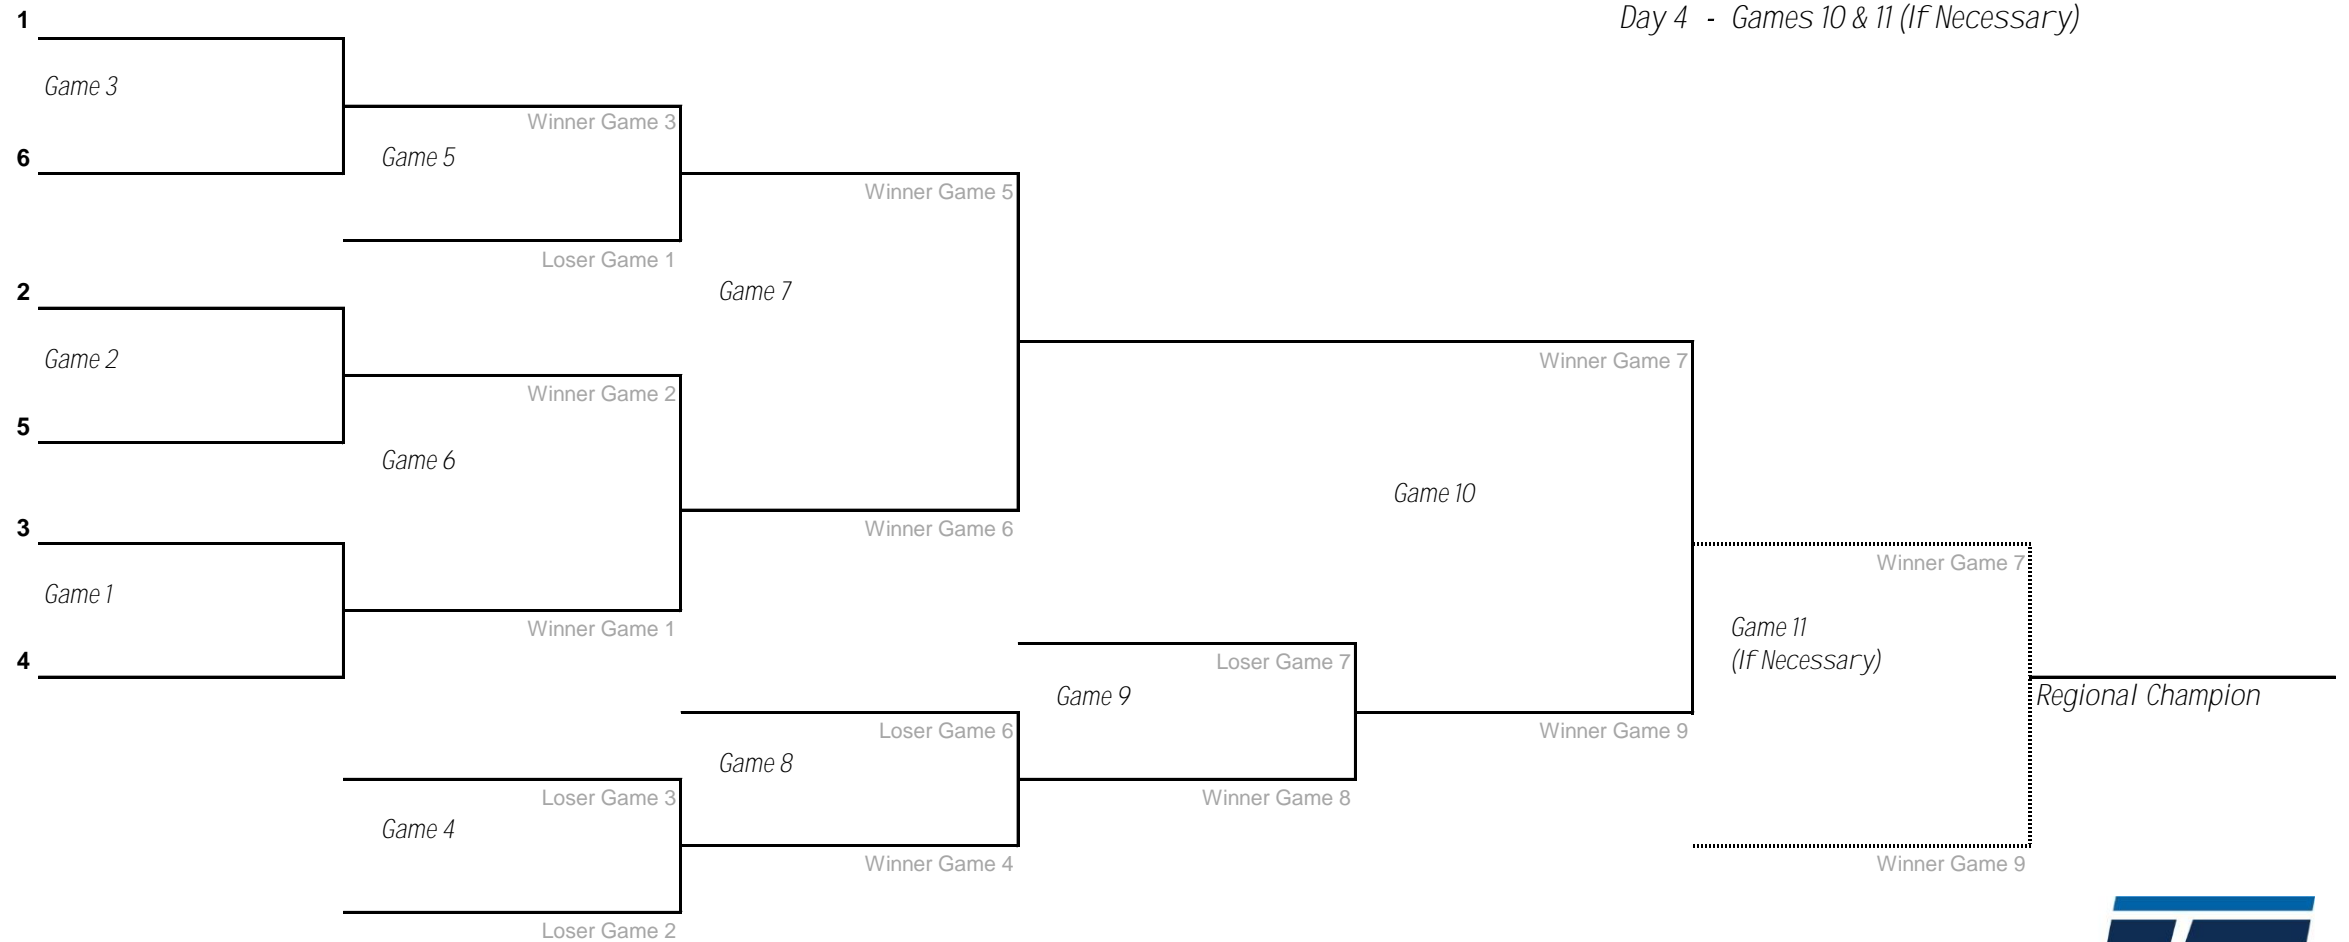 1
Day 4 - Games 10 & 11 (If Necessary)
Game 3
Winner Game 3
6
Game 5
Winner Game 5
Loser Game 1
2
Game 7
Game 2
Winner Game 7
Winner Game 2
5
Game 6
Game 10
3
Winner Game 6
Winner Game 7
Game 1
Winner Game 1
Game 11
(If Necessary)
4
Loser Game 7
Game 9
Regional Champion
Loser Game 6
Winner Game 9
Game 8
Loser Game 3
Winner Game 8
Game 4
Winner Game 4
Winner Game 9
Loser Game 2